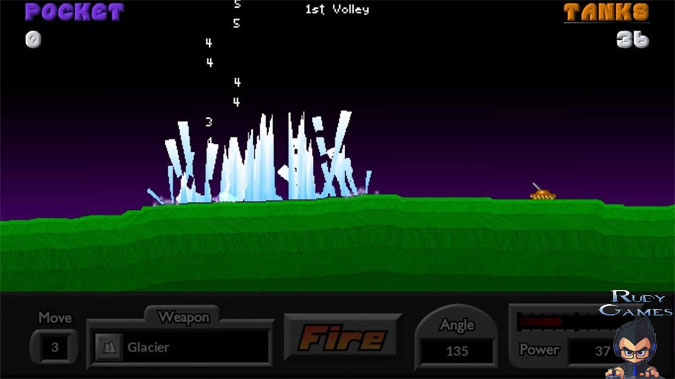 POCKET
1st Volley
TANKS
0
36
5
5
4
4
4
4
3
Move
3
Weapon
Glacier
Fire
Angle
135
Power
37
RUEY
GAMES